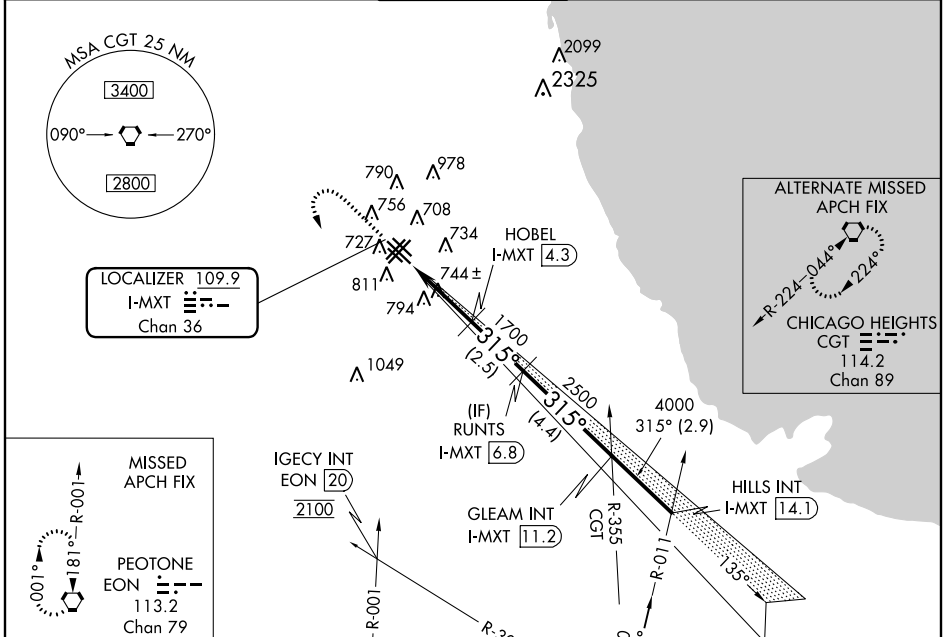 MSA CGT 25 NM
3400
090°
270°
2800
2099
2325
790
978
756
708
727
734
811
794
744 ±
1049
HOBEL
I-MXT 4.3
LOCALIZER 109.9
I-MXT
Chan 36
ALTERNATE MISSED
APCH FIX
R-224
044°
224°
CHICAGO HEIGHTS
CGT
114.2
Chan 89
1700
315°
(2.5)
2500
315°
(4.4)
4000
315° (2.9)
(IF)
RUNTS
I-MXT 6.8
GLEAM INT
I-MXT 11.2
HILLS INT
I-MXT 14.1
R-355
CGT
R-011
135°
IGECY INT
EON 20
2100
R-001
MISSED
APCH FIX
R-001
181°
001°
PEOTONE
EON
113.2
Chan 79